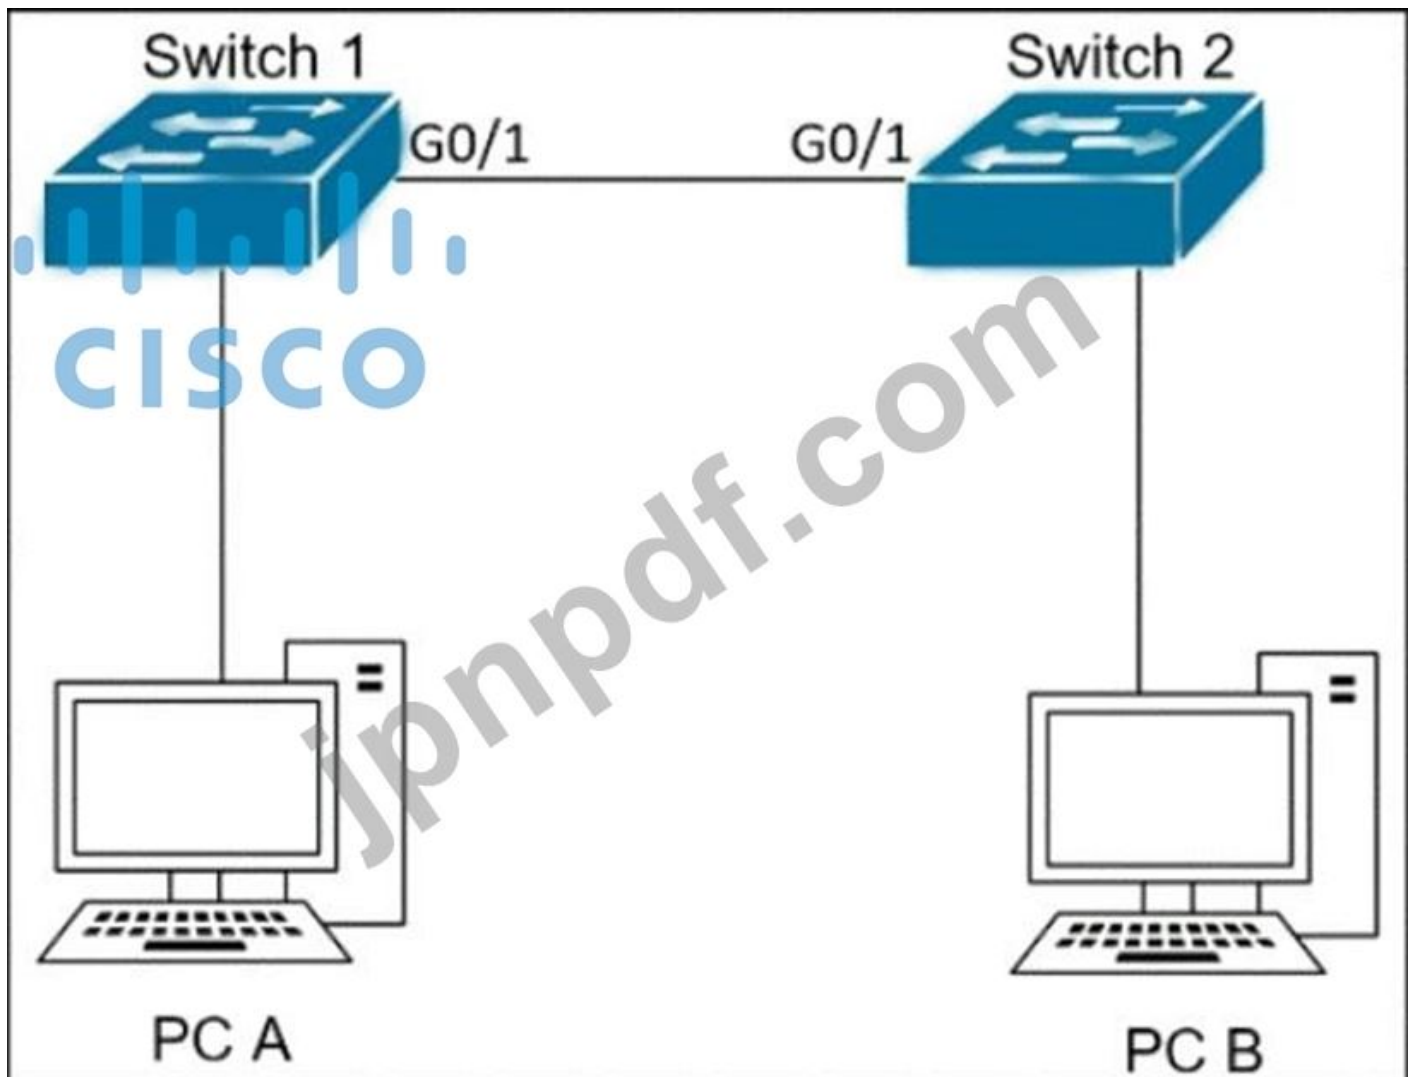 Switch 1
Switch 2
G0/1
G0/1
CISCO
jpnpdf.com
PC A
PC B